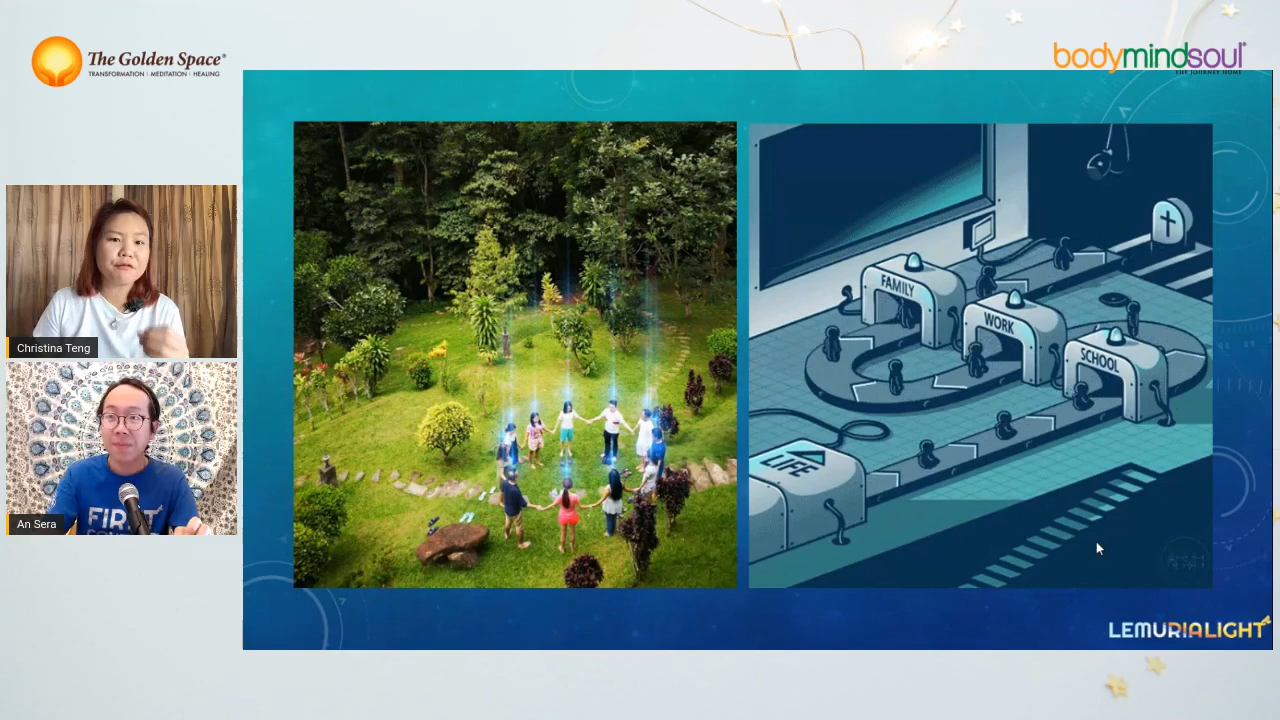 The Golden Space®
TRANSFORMATION | MEDITATION | HEALING
bodymindsoul®
THE JOURNEY HOME
Christina Teng
An Sera
FIRST
FAMILY
WORK
SCHOOL
LIFE
LEMURIALIGHT